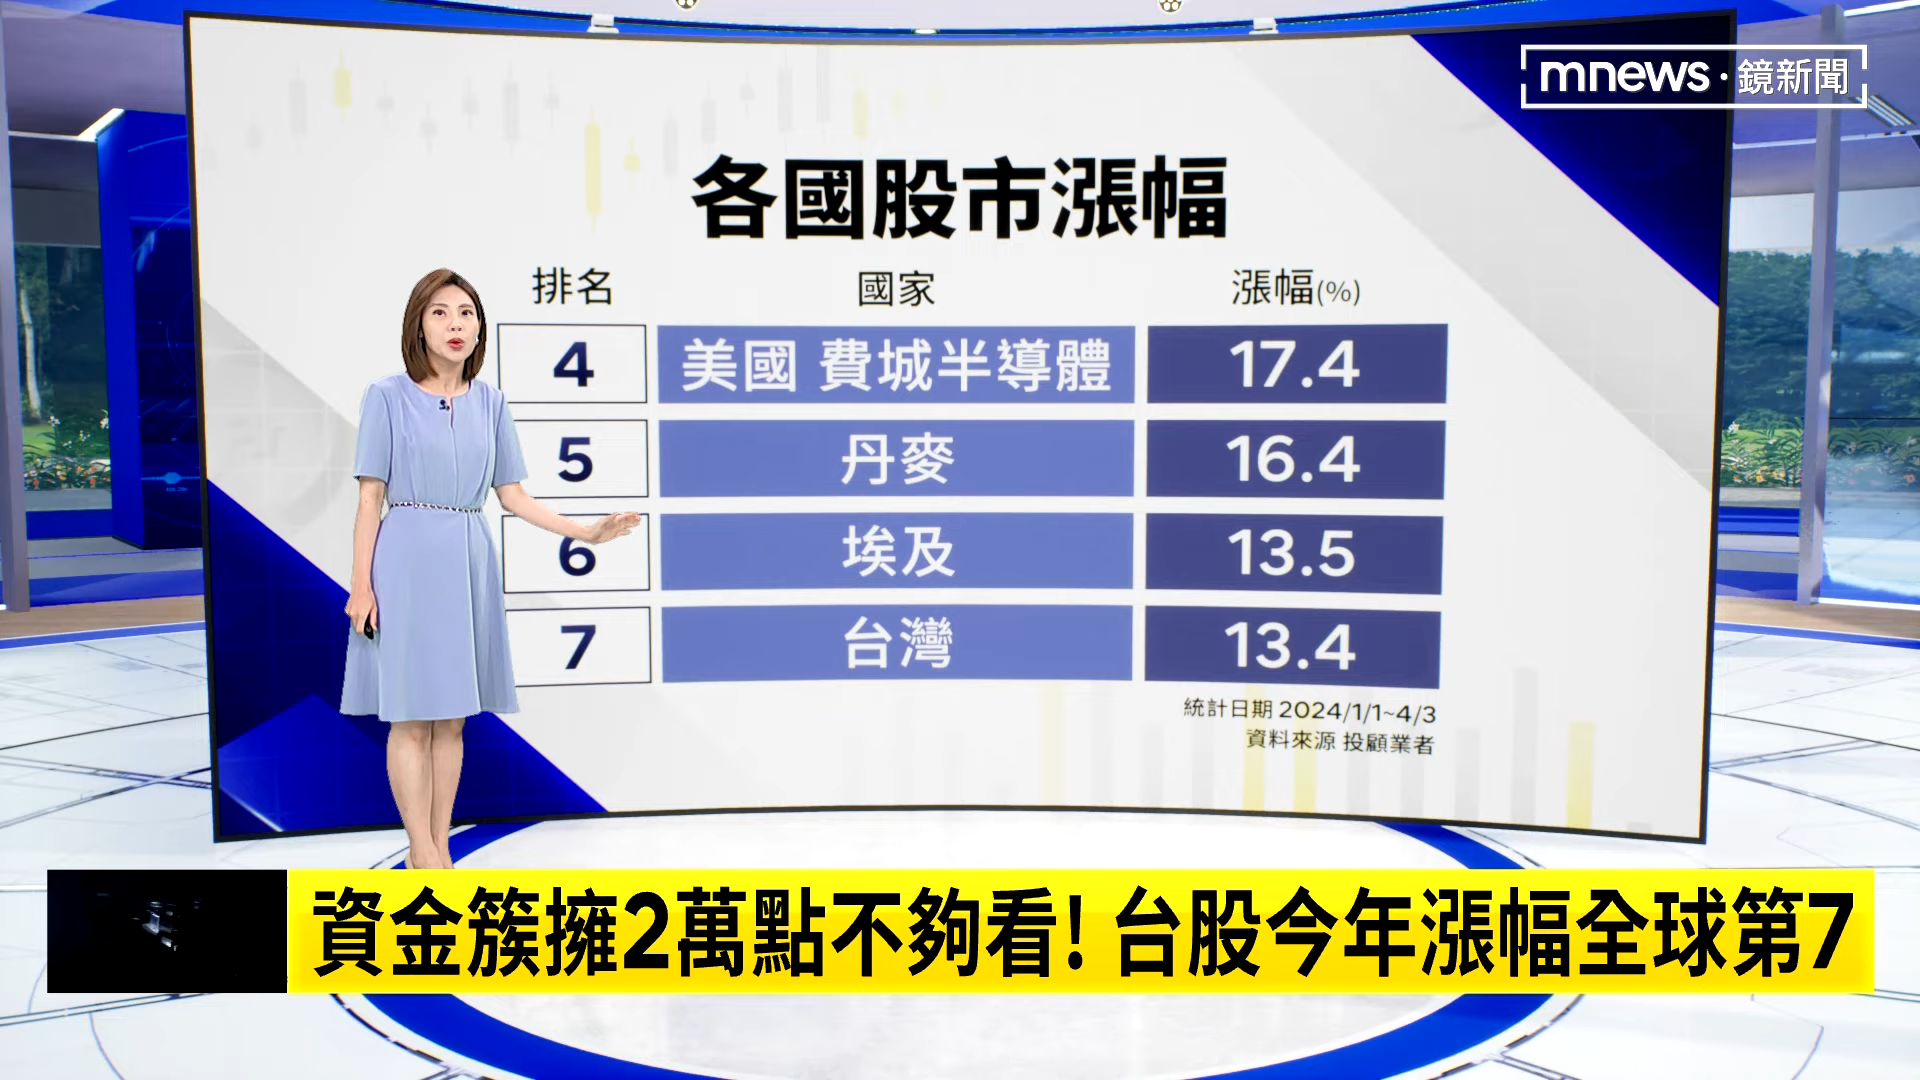 mnews·鏡新聞
各國股市漲幅
排名 國家 漲幅(%)
4 美國 費城半導體 17.4
5 丹麥 16.4
6 埃及 13.5
7 台灣 13.4
統計日期 2024/1/1~4/3
資料來源 投顧業者
資金簇擁2萬點不夠看! 台股今年漲幅全球第7